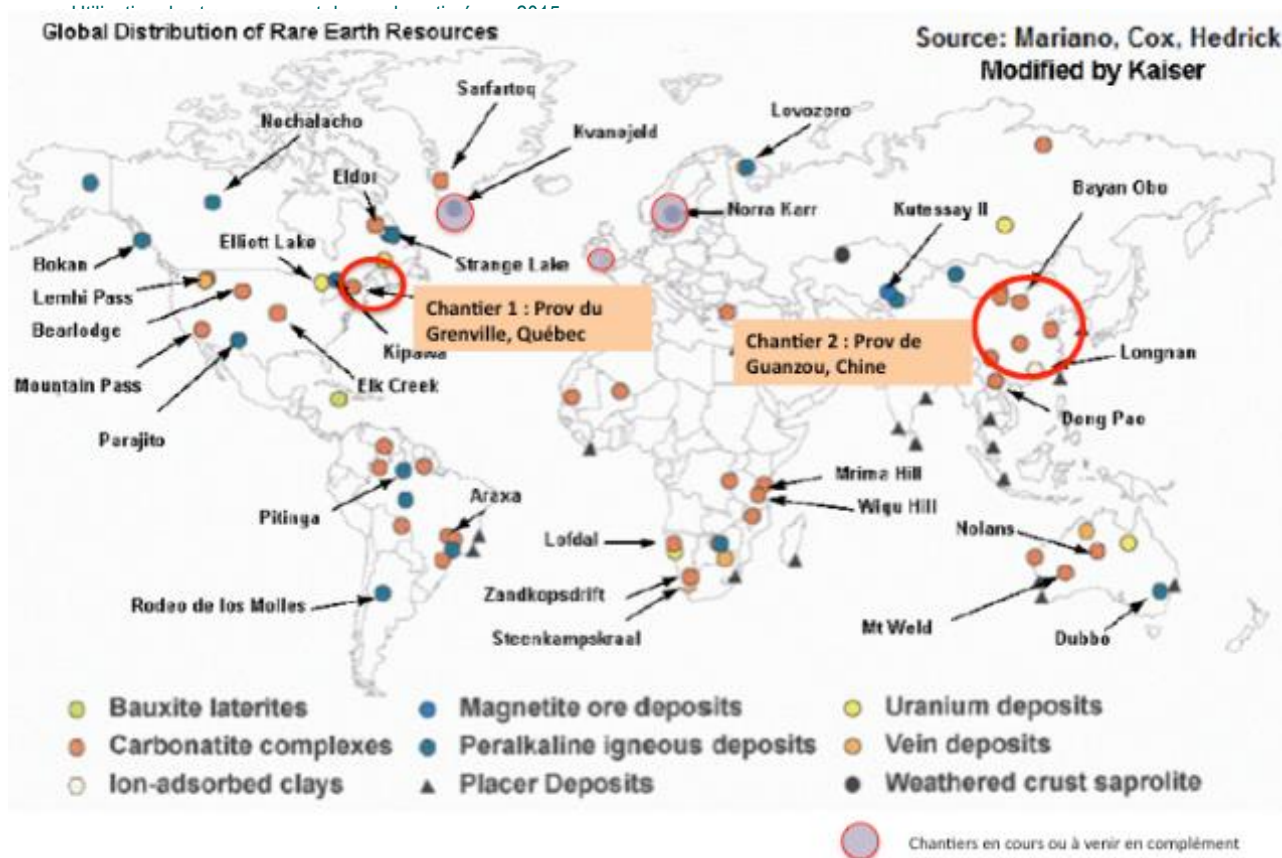 Global Distribution of Rare Earth Resources
Source: Mariano, Cox, Hedrick
Modified by Kaiser
Sarfartoq
Nechalacho
Kvanejeld
Lovozoro
Eldor
Bayan Obo
Norra Karr
Kutessay II
Elliott Lake
Bokan
Strange Lake
Lemhi Pass
Bearlodge
Chantier 1 : Prov du
Grenville, Québec
Chantier 2 : Prov de
Guanzou, Chine
Kipawa
Longnan
Mountain Pass
Elk Creek
Dong Pao
Parajito
Mrima Hill
Pitinga
Araxa
Wigu Hill
Nolans
Lofdal
Zandkopsdrift
Rodeo de los Molles
Steenkampskraal
Mt Weld
Dubbo
Bauxite laterites
Magnetite ore deposits
Uranium deposits
Carbonatite complexes
Peralkaline igneous deposits
Vein deposits
Ion-adsorbed clays
Placer Deposits
Weathered crust saprolite
Chantiers en cours ou à venir en complément